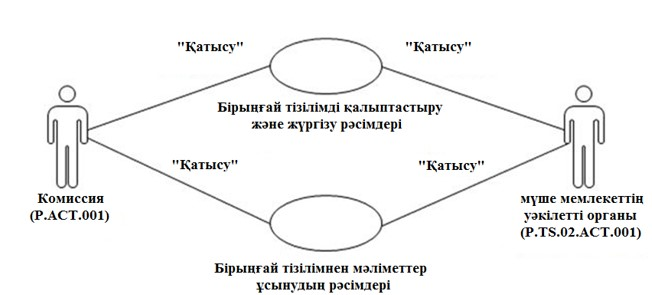 "Қатысу"
"Қатысу"
Бірыңғай тізілімді қалыптастыру
және жүргізу рәсімдері
"Қатысу"
"Қатысу"
Комиссия
(P.ACT.001)
мүше мемлекеттің
уәкілетті органы
(P.TS.02.ACT.001)
Бірыңғай тізілімнен мәліметтер
ұсынудың рәсімдері